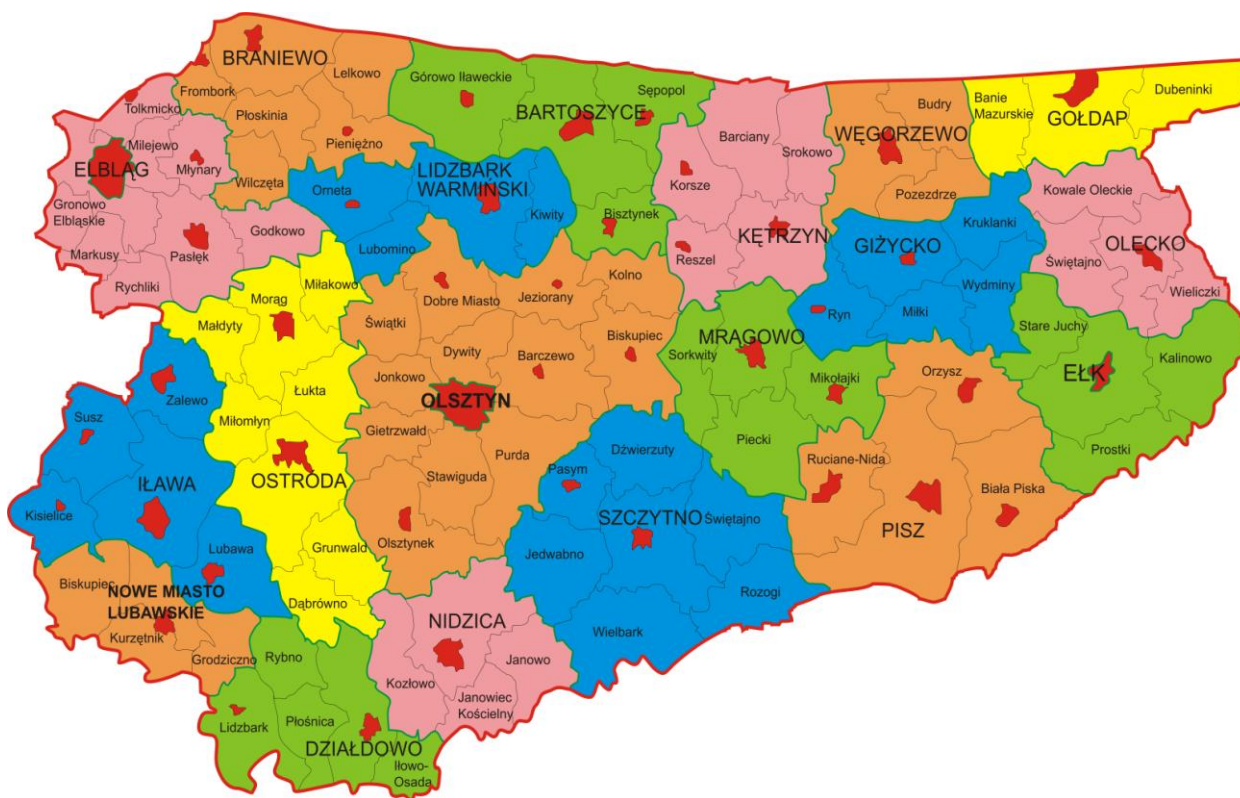 BRANIEWO
Lelkowo
Frombork
Płoskinia
Pieniężno
Wilczęta
Górowo Iławeckie
Sępopol
BARTOSZYCE
Bisztynek
Banie
Mazurskie
GOŁDAP
Dubeninki
Budry
WĘGORZEWO
Pozezdrze
Tolkmicko
Milejewo
ELBLĄG
Młynary
Gronowo
Elbląskie
Markusy
Pasłęk
Godkowo
Rychliki
LIDZBARK
WARMIŃSKI
Orneta
Kiwity
Lubomino
Barciany
Srokowo
Korsze
KĘTRZYN
Reszel
Kruklanki
GIŻYCKO
Wydminy
Ryn
Miłki
Kowale Oleckie
OLECKO
Świętajno
Wieliczki
Miłakowo
Morąg
Małdyty
Łukta
Miłomłyn
OSTRÓDA
Grunwald
Dąbrówno
Dobre Miasto
Jeziorany
Kolno
Świątki
Dywity
Barczewo
Biskupiec
Jonkowo
OLSZTYN
Gietrzwałd
Purda
Stawiguda
Olsztynek
MRĄGOWO
Sorkwity
Mikołajki
Piecki
Stare Juchy
Kalinowo
EŁK
Prostki
Orzysz
Ruciane-Nida
Biała Piska
PISZ
Zalewo
Susz
IŁAWA
Kisielice
Lubawa
Dźwierzuty
Pasym
SZCZYTNO
Świętajno
Jedwabno
Rozogi
Wielbark
Biskupiec
NOWE MIASTO
LUBAWSKIE
Kurzętnik
Grodziczno
NIDZICA
Janowo
Kozłowo
Janowiec
Kościelny
Rybno
Lidzbark
Płośnica
DZIAŁDOWO
Iłowo-
Osada